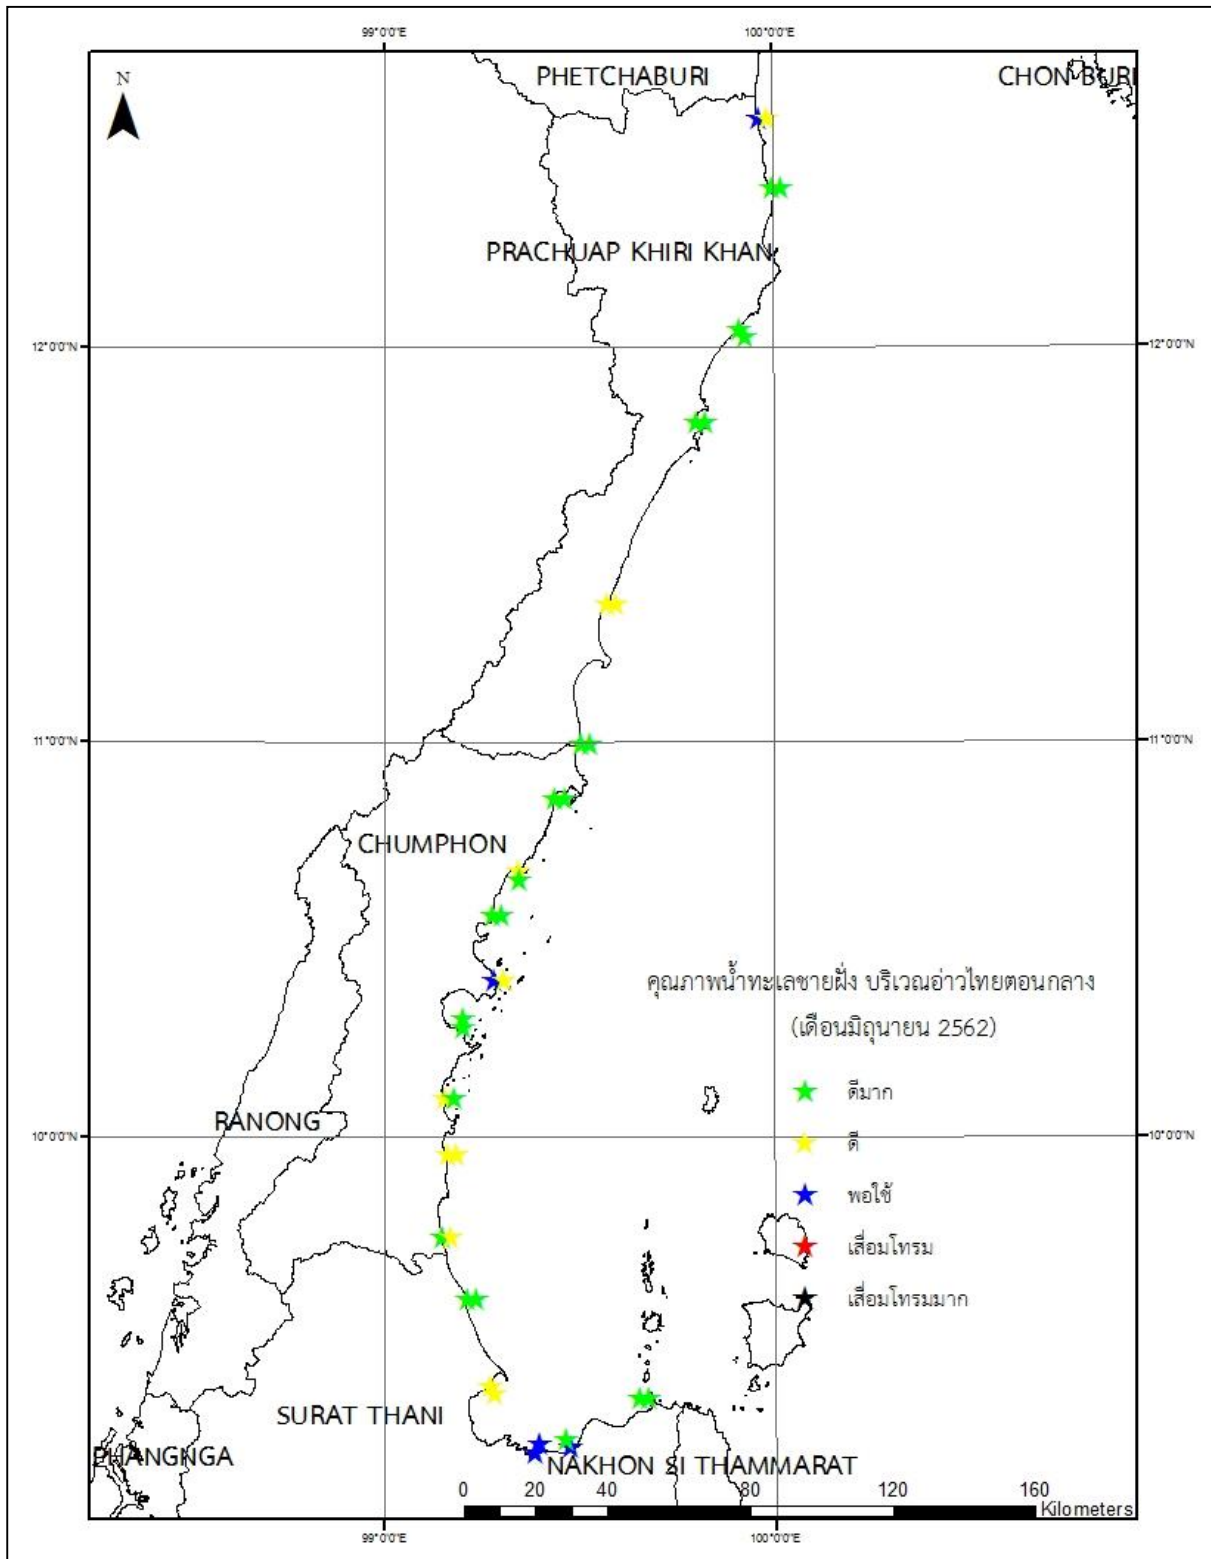 99°0'0"E
100°0'0"E
N
PHETCHABURI
CHON BURI
PRACHUAP KHIRI KHAN
12°0'0"N
12°0'0"N
11°0'0"N
11°0'0"N
CHUMPHON
คุณภาพน้ำทะเลชายฝั่ง บริเวณอ่าวไทยตอนกลาง
(เดือนมิถุนายน 2562)
ดีมาก
RANONG
10°0'0"N
10°0'0"N
ดี
พอใช้
เสื่อมโทรม
เสื่อมโทรมมาก
SURAT THANI
PHANGNGA
NAKHON SI THAMMARAT
0 20 40 80 120 160
Kilometers
99°0'0"E
100°0'0"E